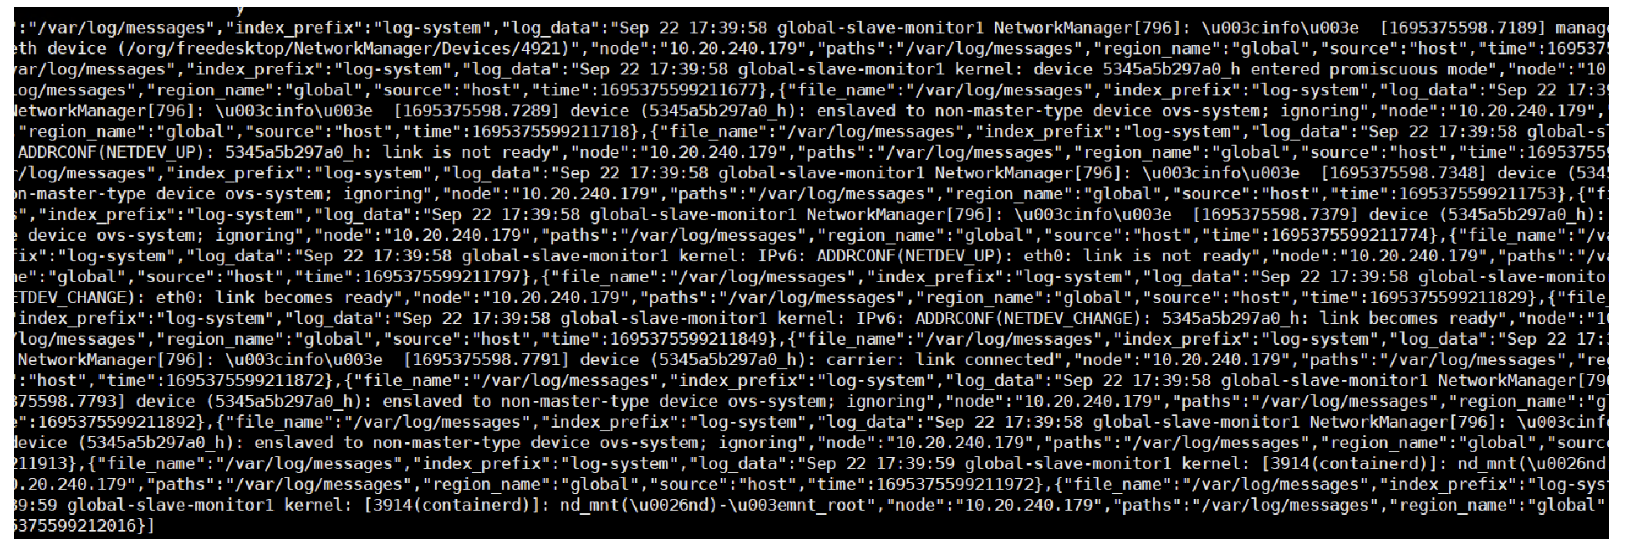 ":"/var/log/messages","index_prefix":"log-system","log_data":"Sep 22 17:39:58 global-slave-monitor1 NetworkManager[796]: \u003cinfo\u003e  [1695375598.7189] manag
eth device (/org/freedesktop/NetworkManager/Devices/4921)","node":"10.20.240.179","paths":"/var/log/messages","region_name":"global","source":"host","time":169537
var/log/messages","index_prefix":"log-system","log_data":"Sep 22 17:39:58 global-slave-monitor1 kernel: device 5345a5b297a0_h entered promiscuous mode","node":"10
log/messages","region_name":"global","source":"host","time":1695375599211677},{"file_name":"/var/log/messages","index_prefix":"log-system","log_data":"Sep 22 17:3
NetworkManager[796]: \u003cinfo\u003e  [1695375598.7289] device (5345a5b297a0_h): enslaved to non-master-type device ovs-system; ignoring","node":"10.20.240.179",
"region_name":"global","source":"host","time":1695375599211718},{"file_name":"/var/log/messages","index_prefix":"log-system","log_data":"Sep 22 17:39:58 global-s
ADDRCONF(NETDEV_UP): 5345a5b297a0_h: link is not ready","node":"10.20.240.179","paths":"/var/log/messages","region_name":"global","source":"host","time":16953755
r/log/messages","index_prefix":"log-system","log_data":"Sep 22 17:39:58 global-slave-monitor1 NetworkManager[796]: \u003cinfo\u003e  [1695375598.7348] device (534
on-master-type device ovs-system; ignoring","node":"10.20.240.179","paths":"/var/log/messages","region_name":"global","source":"host","time":1695375599211753},{"f
s","index_prefix":"log-system","log_data":"Sep 22 17:39:58 global-slave-monitor1 NetworkManager[796]: \u003cinfo\u003e  [1695375598.7379] device (5345a5b297a0_h):
e device ovs-system; ignoring","node":"10.20.240.179","paths":"/var/log/messages","region_name":"global","source":"host","time":1695375599211774},{"file_name":"/v
fix":"log-system","log_data":"Sep 22 17:39:58 global-slave-monitor1 kernel: IPv6: ADDRCONF(NETDEV_UP): eth0: link is not ready","node":"10.20.240.179","paths":"/v
me":"global","source":"host","time":1695375599211797},{"file_name":"/var/log/messages","index_prefix":"log-system","log_data":"Sep 22 17:39:58 global-slave-monito
ETDEV_CHANGE): eth0: link becomes ready","node":"10.20.240.179","paths":"/var/log/messages","region_name":"global","source":"host","time":1695375599211829},{"file_
"index_prefix":"log-system","log_data":"Sep 22 17:39:58 global-slave-monitor1 kernel: IPv6: ADDRCONF(NETDEV_CHANGE): 5345a5b297a0_h: link becomes ready","node":"1
/log/messages","region_name":"global","source":"host","time":1695375599211849},{"file_name":"/var/log/messages","index_prefix":"log-system","log_data":"Sep 22 17:
NetworkManager[796]: \u003cinfo\u003e  [1695375598.7791] device (5345a5b297a0_h): carrier: link connected","node":"10.20.240.179","paths":"/var/log/messages","re
":"host","time":1695375599211872},{"file_name":"/var/log/messages","index_prefix":"log-system","log_data":"Sep 22 17:39:58 global-slave-monitor1 NetworkManager[79
375598.7793] device (5345a5b297a0_h): enslaved to non-master-type device ovs-system; ignoring","node":"10.20.240.179","paths":"/var/log/messages","region_name":"g
e":1695375599211892},{"file_name":"/var/log/messages","index_prefix":"log-system","log_data":"Sep 22 17:39:58 global-slave-monitor1 NetworkManager[796]: \u003cinf
device (5345a5b297a0_h): enslaved to non-master-type device ovs-system; ignoring","node":"10.20.240.179","paths":"/var/log/messages","region_name":"global","sourc
211913},{"file_name":"/var/log/messages","index_prefix":"log-system","log_data":"Sep 22 17:39:59 global-slave-monitor1 kernel: [3914(containerd)]: nd_mnt(\u0026nd
0.20.240.179","paths":"/var/log/messages","region_name":"global","source":"host","time":1695375599211972},{"file_name":"/var/log/messages","index_prefix":"log-sys
39:59 global-slave-monitor1 kernel: [3914(containerd)]: nd_mnt(\u0026nd)-\u003emnt_root","node":"10.20.240.179","paths":"/var/log/messages","region_name":"global"
5375599212016}]